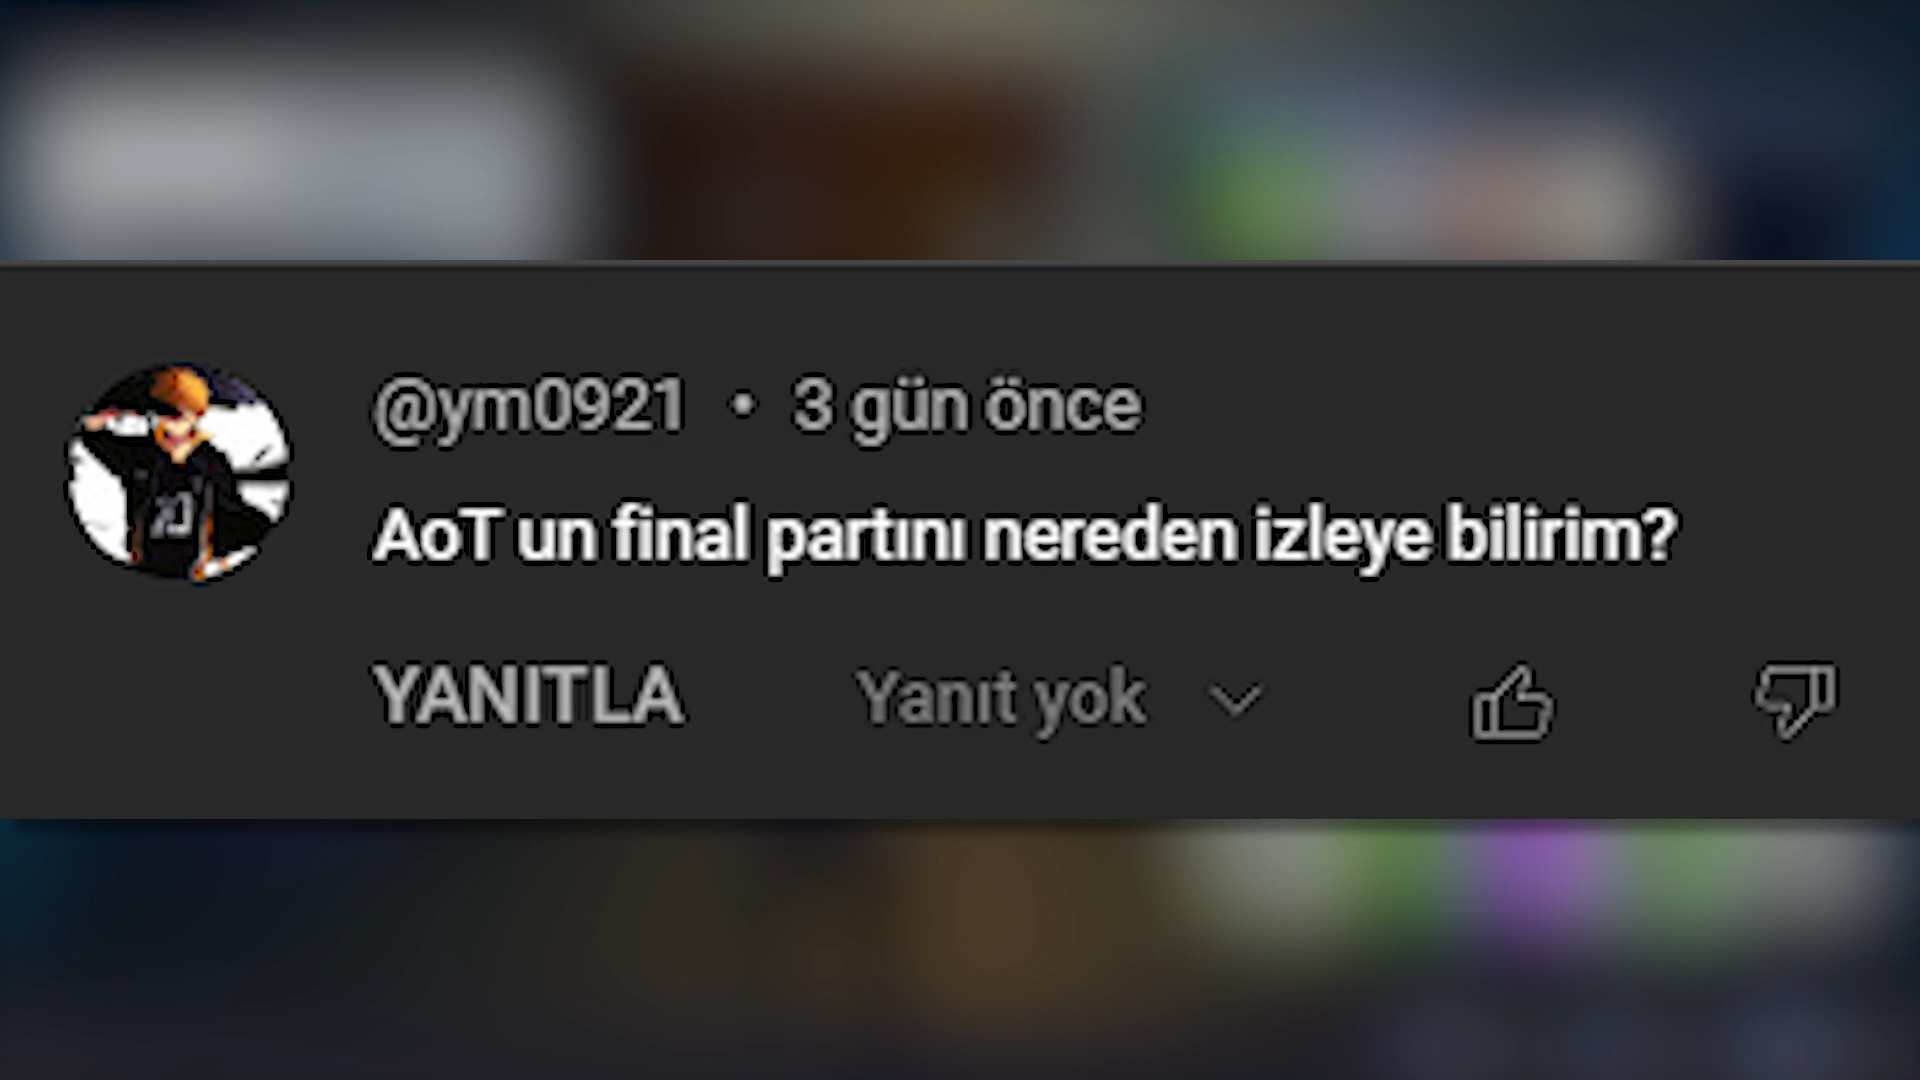 @ym0921 • 3 gün önce
AoT un final partını nereden izleye bilirim?
YANITLA Yanıt yok